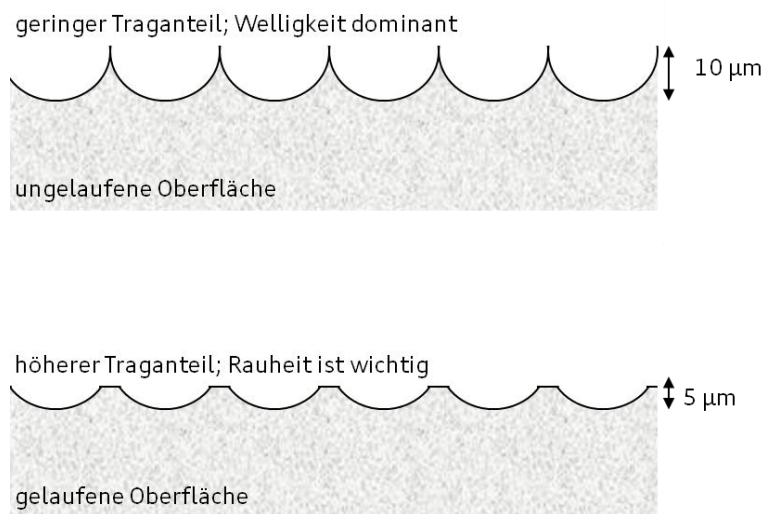 geringer Traganteil; Welligkeit dominant
10 µm
ungelaufene Oberfläche
höherer Traganteil; Rauheit ist wichtig
5 µm
gelaufene Oberfläche